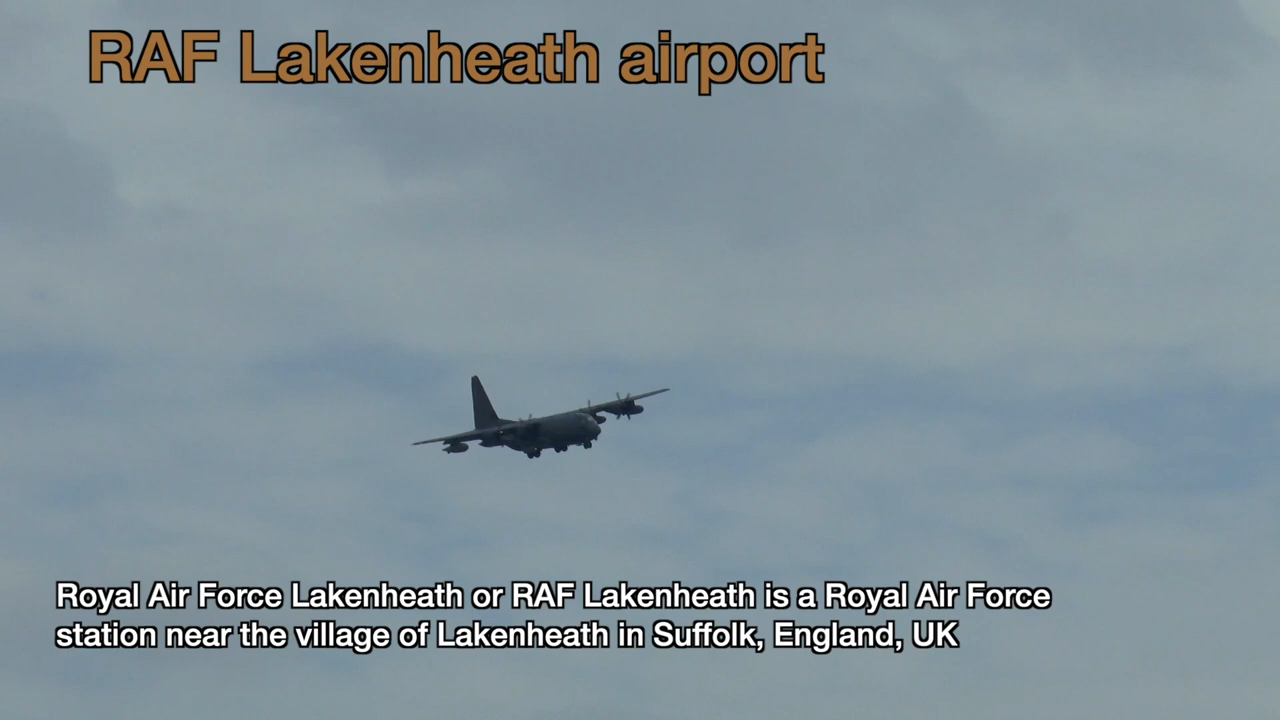 RAF Lakenheath airport
Royal Air Force Lakenheath or RAF Lakenheath is a Royal Air Force
station near the village of Lakenheath in Suffolk, England, UK